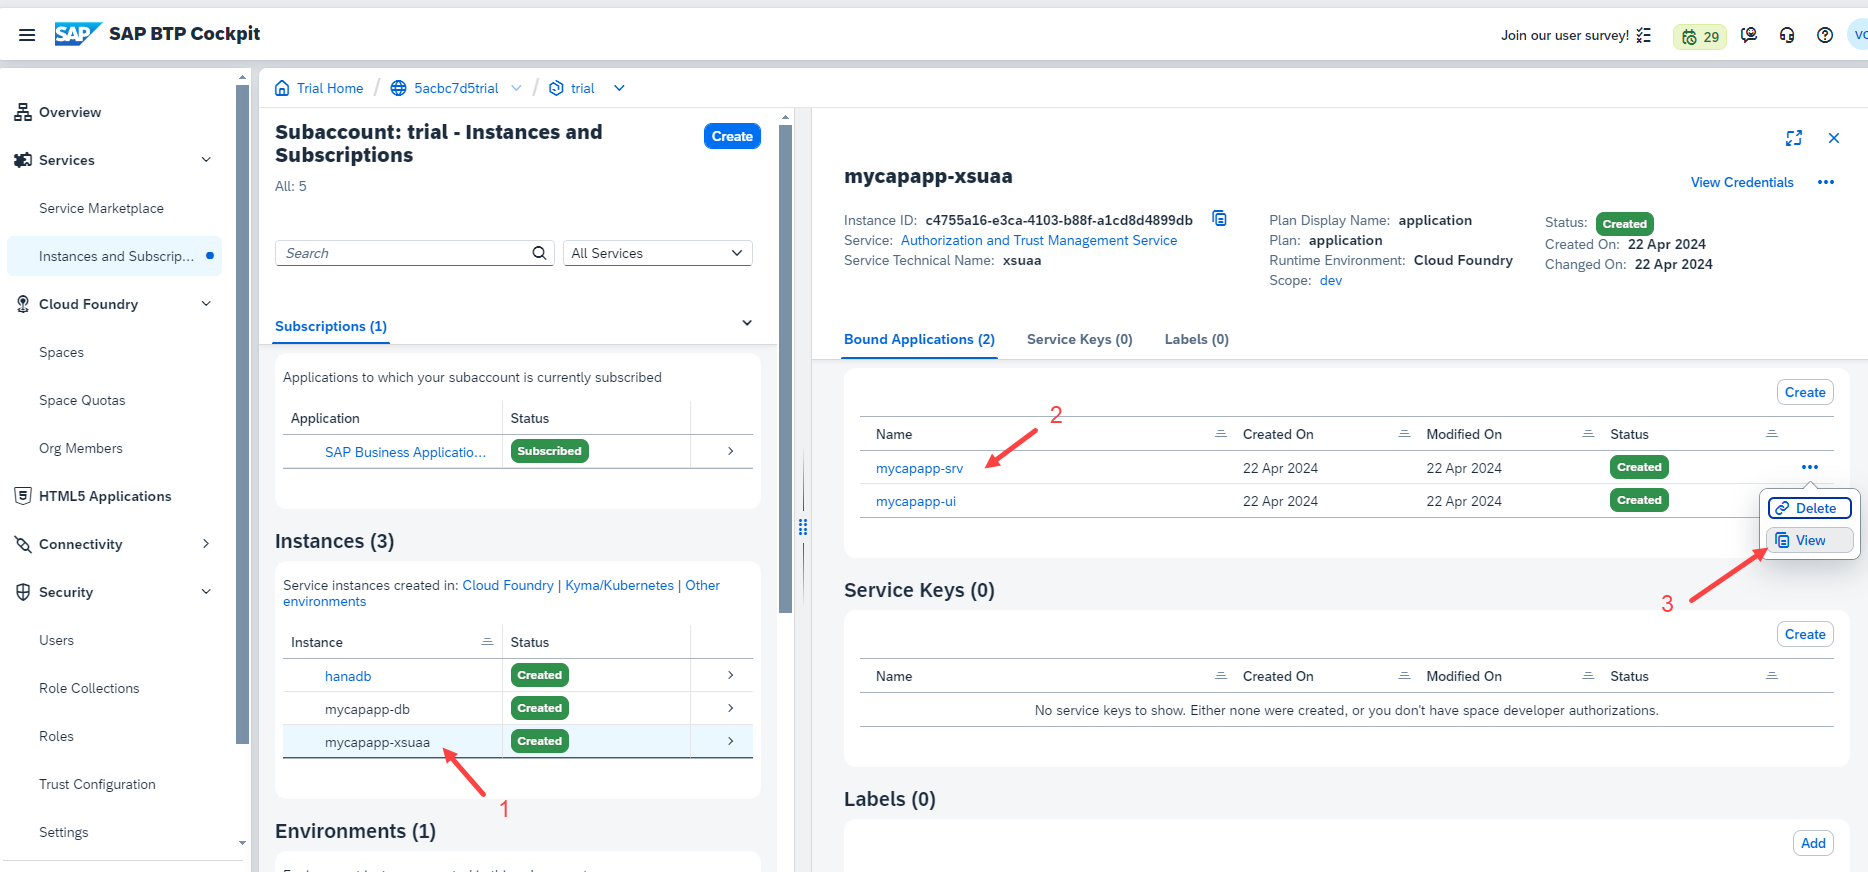 SAP SAP BTP Cockpit
Join our user survey!
29
Overview
Services
Service Marketplace
Instances and Subscrip...
Cloud Foundry
Spaces
Space Quotas
Org Members
HTML5 Applications
Connectivity
Security
Users
Role Collections
Roles
Trust Configuration
Settings
Trial Home / 5acbc7d5trial / trial
Subaccount: trial - Instances and
Subscriptions
Create
All: 5
Search
All Services
Subscriptions (1)
Applications to which your subaccount is currently subscribed
Application Status
SAP Business Applicatio... Subscribed
Instances (3)
Service instances created in: Cloud Foundry | Kyma/Kubernetes | Other
environments
Instance Status
hanadb Created
mycapapp-db Created
mycapapp-xsuaa Created
1
Environments (1)
mycapapp-xsuaa
View Credentials
Instance ID: c4755a16-e3ca-4103-b88f-a1cd8d4899db
Service: Authorization and Trust Management Service
Service Technical Name: xsuaa
Plan Display Name: application
Plan: application
Runtime Environment: Cloud Foundry
Scope: dev
Status: Created
Created On: 22 Apr 2024
Changed On: 22 Apr 2024
Bound Applications (2) Service Keys (0) Labels (0)
Create
2
Name Created On Modified On Status
mycapapp-srv 22 Apr 2024 22 Apr 2024 Created
mycapapp-ui 22 Apr 2024 22 Apr 2024 Created
Delete
View
3
Service Keys (0)
Create
Name Created On Modified On Status
No service keys to show. Either none were created, or you don't have space developer authorizations.
Labels (0)
Add